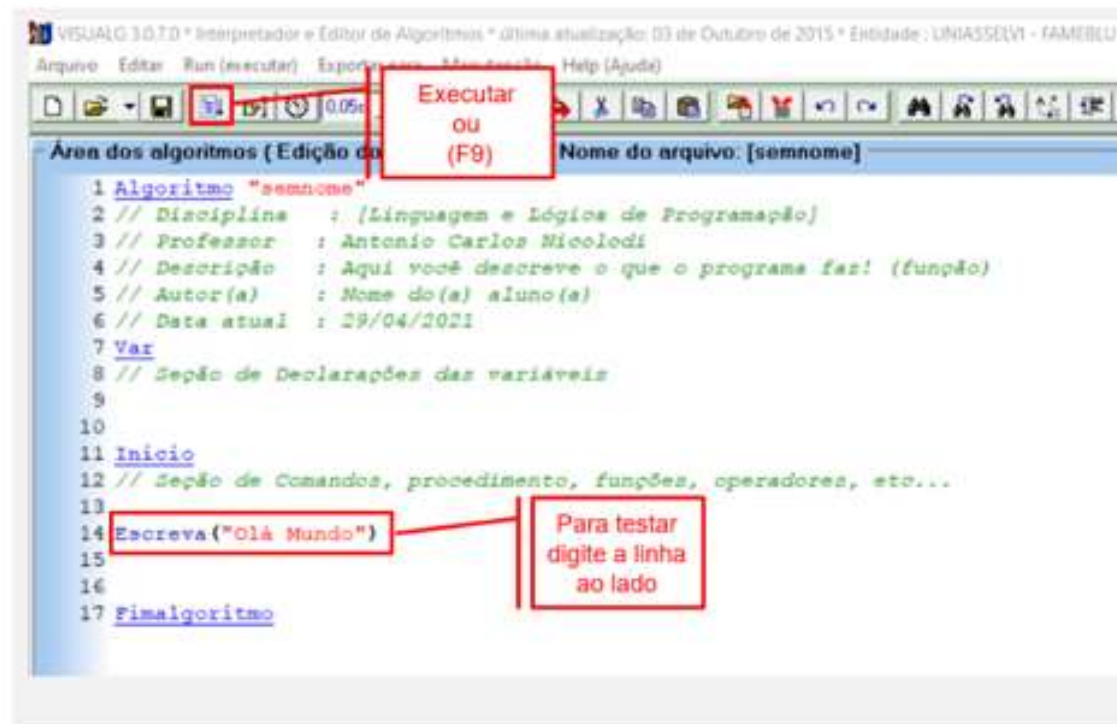 VISUALG 3.0.7.0 * Interpretador e Editor de Algoritmos * última atualização: 03 de Outubro de 2015 * Entidade : UNIASSELVI - FAMEBLU
Arquivo Editar Run (executar) Exportar para Manutenção Help (Ajuda)
0.05s
Executar
ou
(F9)
Área dos algoritmos ( Edição do Nome do arquivo: [semnome]
1 Algoritmo "semnome"
2 // Disciplina : [Linguagem e Lógica de Programação]
3 // Professor : Antonio Carlos Nicolodi
4 // Descrição : Aqui você descreve o que o programa faz! (função)
5 // Autor(a) : Nome do(a) aluno(a)
6 // Data atual : 29/04/2021
7 Var
8 // Seção de Declarações das variáveis
9
10
11 Inicio
12 // Seção de Comandos, procedimento, funções, operadores, etc...
13
14 Escreva("Olá Mundo")
Para testar
digite a linha
ao lado
15
16
17 Fimalgoritmo